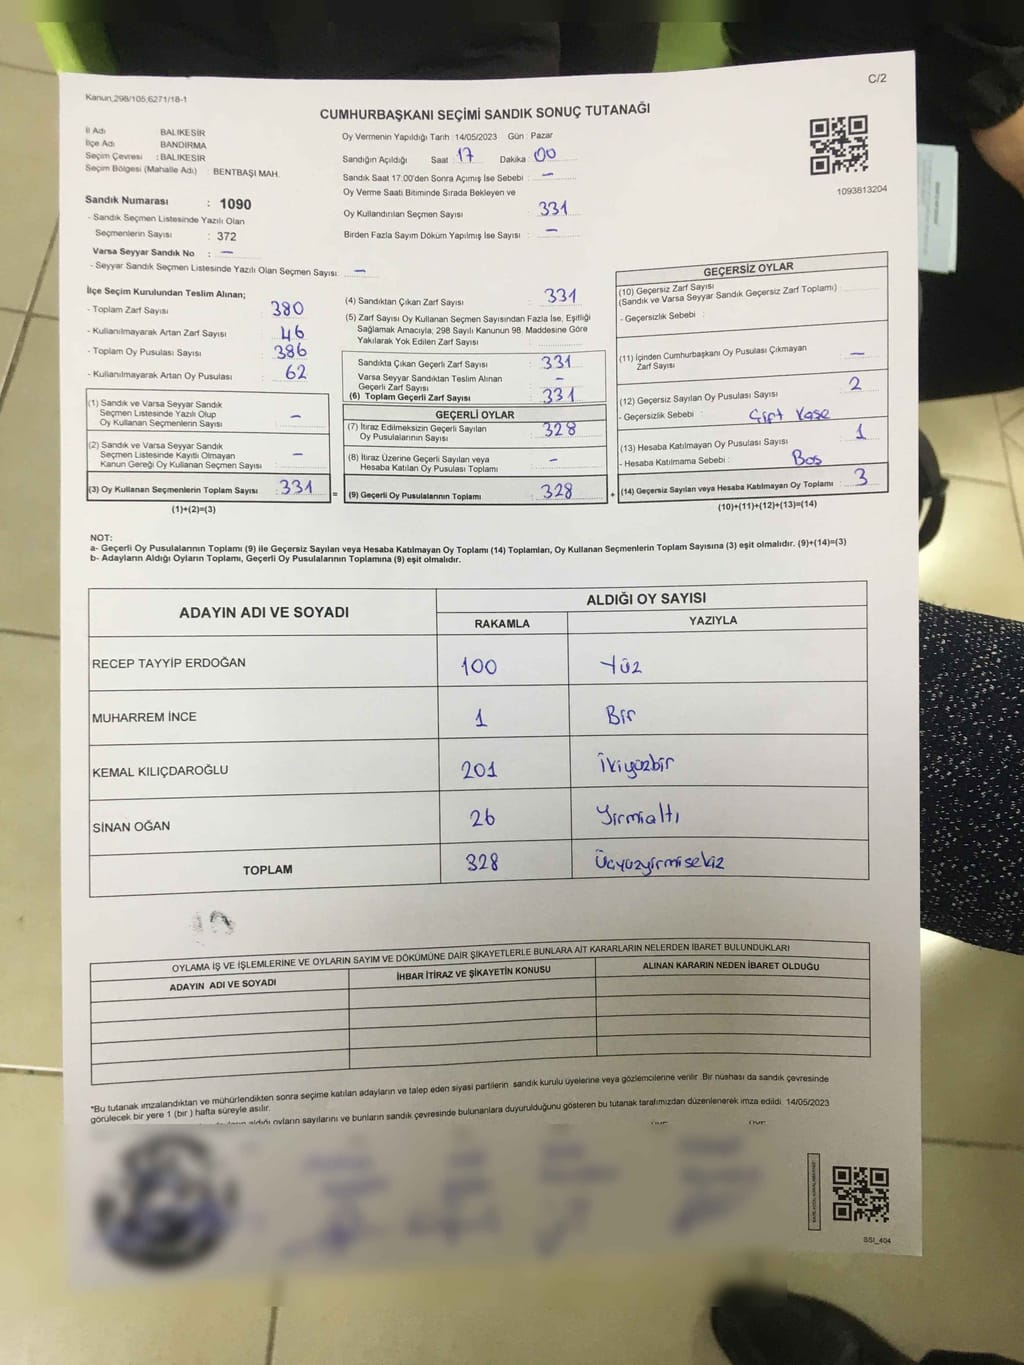 C/2
Kanun;298/105,6271/18-1
CUMHURBAŞKANI SEÇİMİ SANDIK SONUÇ TUTANAĞI
İl Adı BALIKESİR
İlçe Adı BANDIRMA
Seçim Çevresi : BALIKESİR
Seçim Bölgesi (Mahalle Adı) : BENTBAŞI MAH.
Sandık Numarası : 1090
- Sandık Seçmen Listesinde Yazılı Olan
Seçmenlerin Sayısı : 372
Varsa Seyyar Sandık No : -
- Seyyar Sandık Seçmen Listesinde Yazılı Olan Seçmen Sayısı: -
Oy Vermenin Yapıldığı Tarih : 14/05/2023 Gün : Pazar
Sandığın Açıldığı Saat : 17 Dakika : 00
Sandık Saat 17:00'den Sonra Açımış İse Sebebi : -
Oy Verme Saati Bitiminde Sırada Bekleyen ve
Oy Kullandırılan Seçmen Sayısı : 331
Birden Fazla Sayım Döküm Yapılmış İse Sayısı : -
1093813204
İlçe Seçim Kurulundan Teslim Alınan;
- Toplam Zarf Sayısı : 380
- Kullanılmayarak Artan Zarf Sayısı : 46
- Toplam Oy Pusulası Sayısı : 386
- Kullanılmayarak Artan Oy Pusulası : 62
(1) Sandık ve Varsa Seyyar Sandık
Seçmen Listesinde Yazılı Olup
Oy Kullanan Seçmenlerin Sayısı : -
(2) Sandık ve Varsa Seyyar Sandık
Seçmen Listesinde Kayıtlı Olmayan
Kanun Gereği Oy Kullanan Seçmen Sayısı : -
(3) Oy Kullanan Seçmenlerin Toplam Sayısı : 331
(1)+(2)=(3)
(4) Sandıktan Çıkan Zarf Sayısı : 331
(5) Zarf Sayısı Oy Kullanan Seçmen Sayısından Fazla İse, Eşitliği
Sağlamak Amacıyla; 298 Sayılı Kanunun 98. Maddesine Göre
Yakılarak Yok Edilen Zarf Sayısı :
Sandıkta Çıkan Geçerli Zarf Sayısı : 331
Varsa Seyyar Sandıktan Teslim Alınan
Geçerli Zarf Sayısı : -
(6) Toplam Geçerli Zarf Sayısı : 331
GEÇERLİ OYLAR
(7) İtiraz Edilmeksizin Geçerli Sayılan
Oy Pusulalarının Sayısı : 328
(8) İtiraz Üzerine Geçerli Sayılan veya
Hesaba Katılan Oy Pusulası Toplamı : -
= (9) Geçerli Oy Pusulalarının Toplamı : 328
GEÇERSİZ OYLAR
(10) Geçersiz Zarf Sayısı
(Sandık ve Varsa Seyyar Sandık Geçersiz Zarf Toplamı) :
- Geçersizlik Sebebi :
(11) İçinden Cumhurbaşkanı Oy Pusulası Çıkmayan
Zarf Sayısı : -
(12) Geçersiz Sayılan Oy Pusulası Sayısı : 2
- Geçersizlik Sebebi : Çift Kaşe
(13) Hesaba Katılmayan Oy Pusulası Sayısı : 1
- Hesaba Katılmama Sebebi : Boş
+ (14) Geçersiz Sayılan veya Hesaba Katılmayan Oy Toplamı : 3
(10)+(11)+(12)+(13)=(14)
NOT:
a- Geçerli Oy Pusulalarının Toplamı (9) ile Geçersiz Sayılan veya Hesaba Katılmayan Oy Toplamı (14) Toplamları, Oy Kullanan Seçmenlerin Toplam Sayısına (3) eşit olmalıdır. (9)+(14)=(3)
b- Adayların Aldığı Oyların Toplamı, Geçerli Oy Pusulalarının Toplamına (9) eşit olmalıdır.
ADAYIN ADI VE SOYADI
ALDIĞI OY SAYISI
RAKAMLA YAZIYLA
RECEP TAYYİP ERDOĞAN 100 Yüz
MUHARREM İNCE 1 Bir
KEMAL KILIÇDAROĞLU 201 İkiyüzbir
SİNAN OĞAN 26 Yirmialtı
TOPLAM 328 Üçyüzyirmisekiz
OYLAMA İŞ VE İŞLEMLERİNE VE OYLARIN SAYIM VE DÖKÜMÜNE DAİR ŞİKAYETLERLE BUNLARA AİT KARARLARIN NELERDEN İBARET BULUNDUKLARI
ADAYIN ADI VE SOYADI İHBAR İTİRAZ VE ŞİKAYETİN KONUSU ALINAN KARARIN NEDEN İBARET OLDUĞU
*Bu tutanak imzalandıktan ve mühürlendikten sonra seçime katılan adayların ve talep eden siyasi partilerin sandık kurulu üyelerine veya gözlemcilerine verilir .Bir nüshası da sandık çevresinde
görülecek bir yere 1 (bir ) hafta süreyle asılır.
aldığı oyların sayılarını ve bunların sandık çevresinde bulunanlara duyurulduğunu gösteren bu tutanak tarafımızdan düzenlenerek imza edildi. 14/05/2023
SSI_404